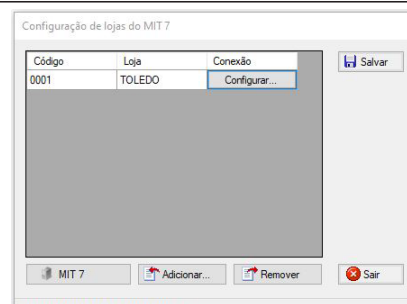 Configuração de lojas do MIT 7
Código Loja Conexão
0001 TOLEDO Configurar...
Salvar
MIT 7 Adicionar... Remover Sair